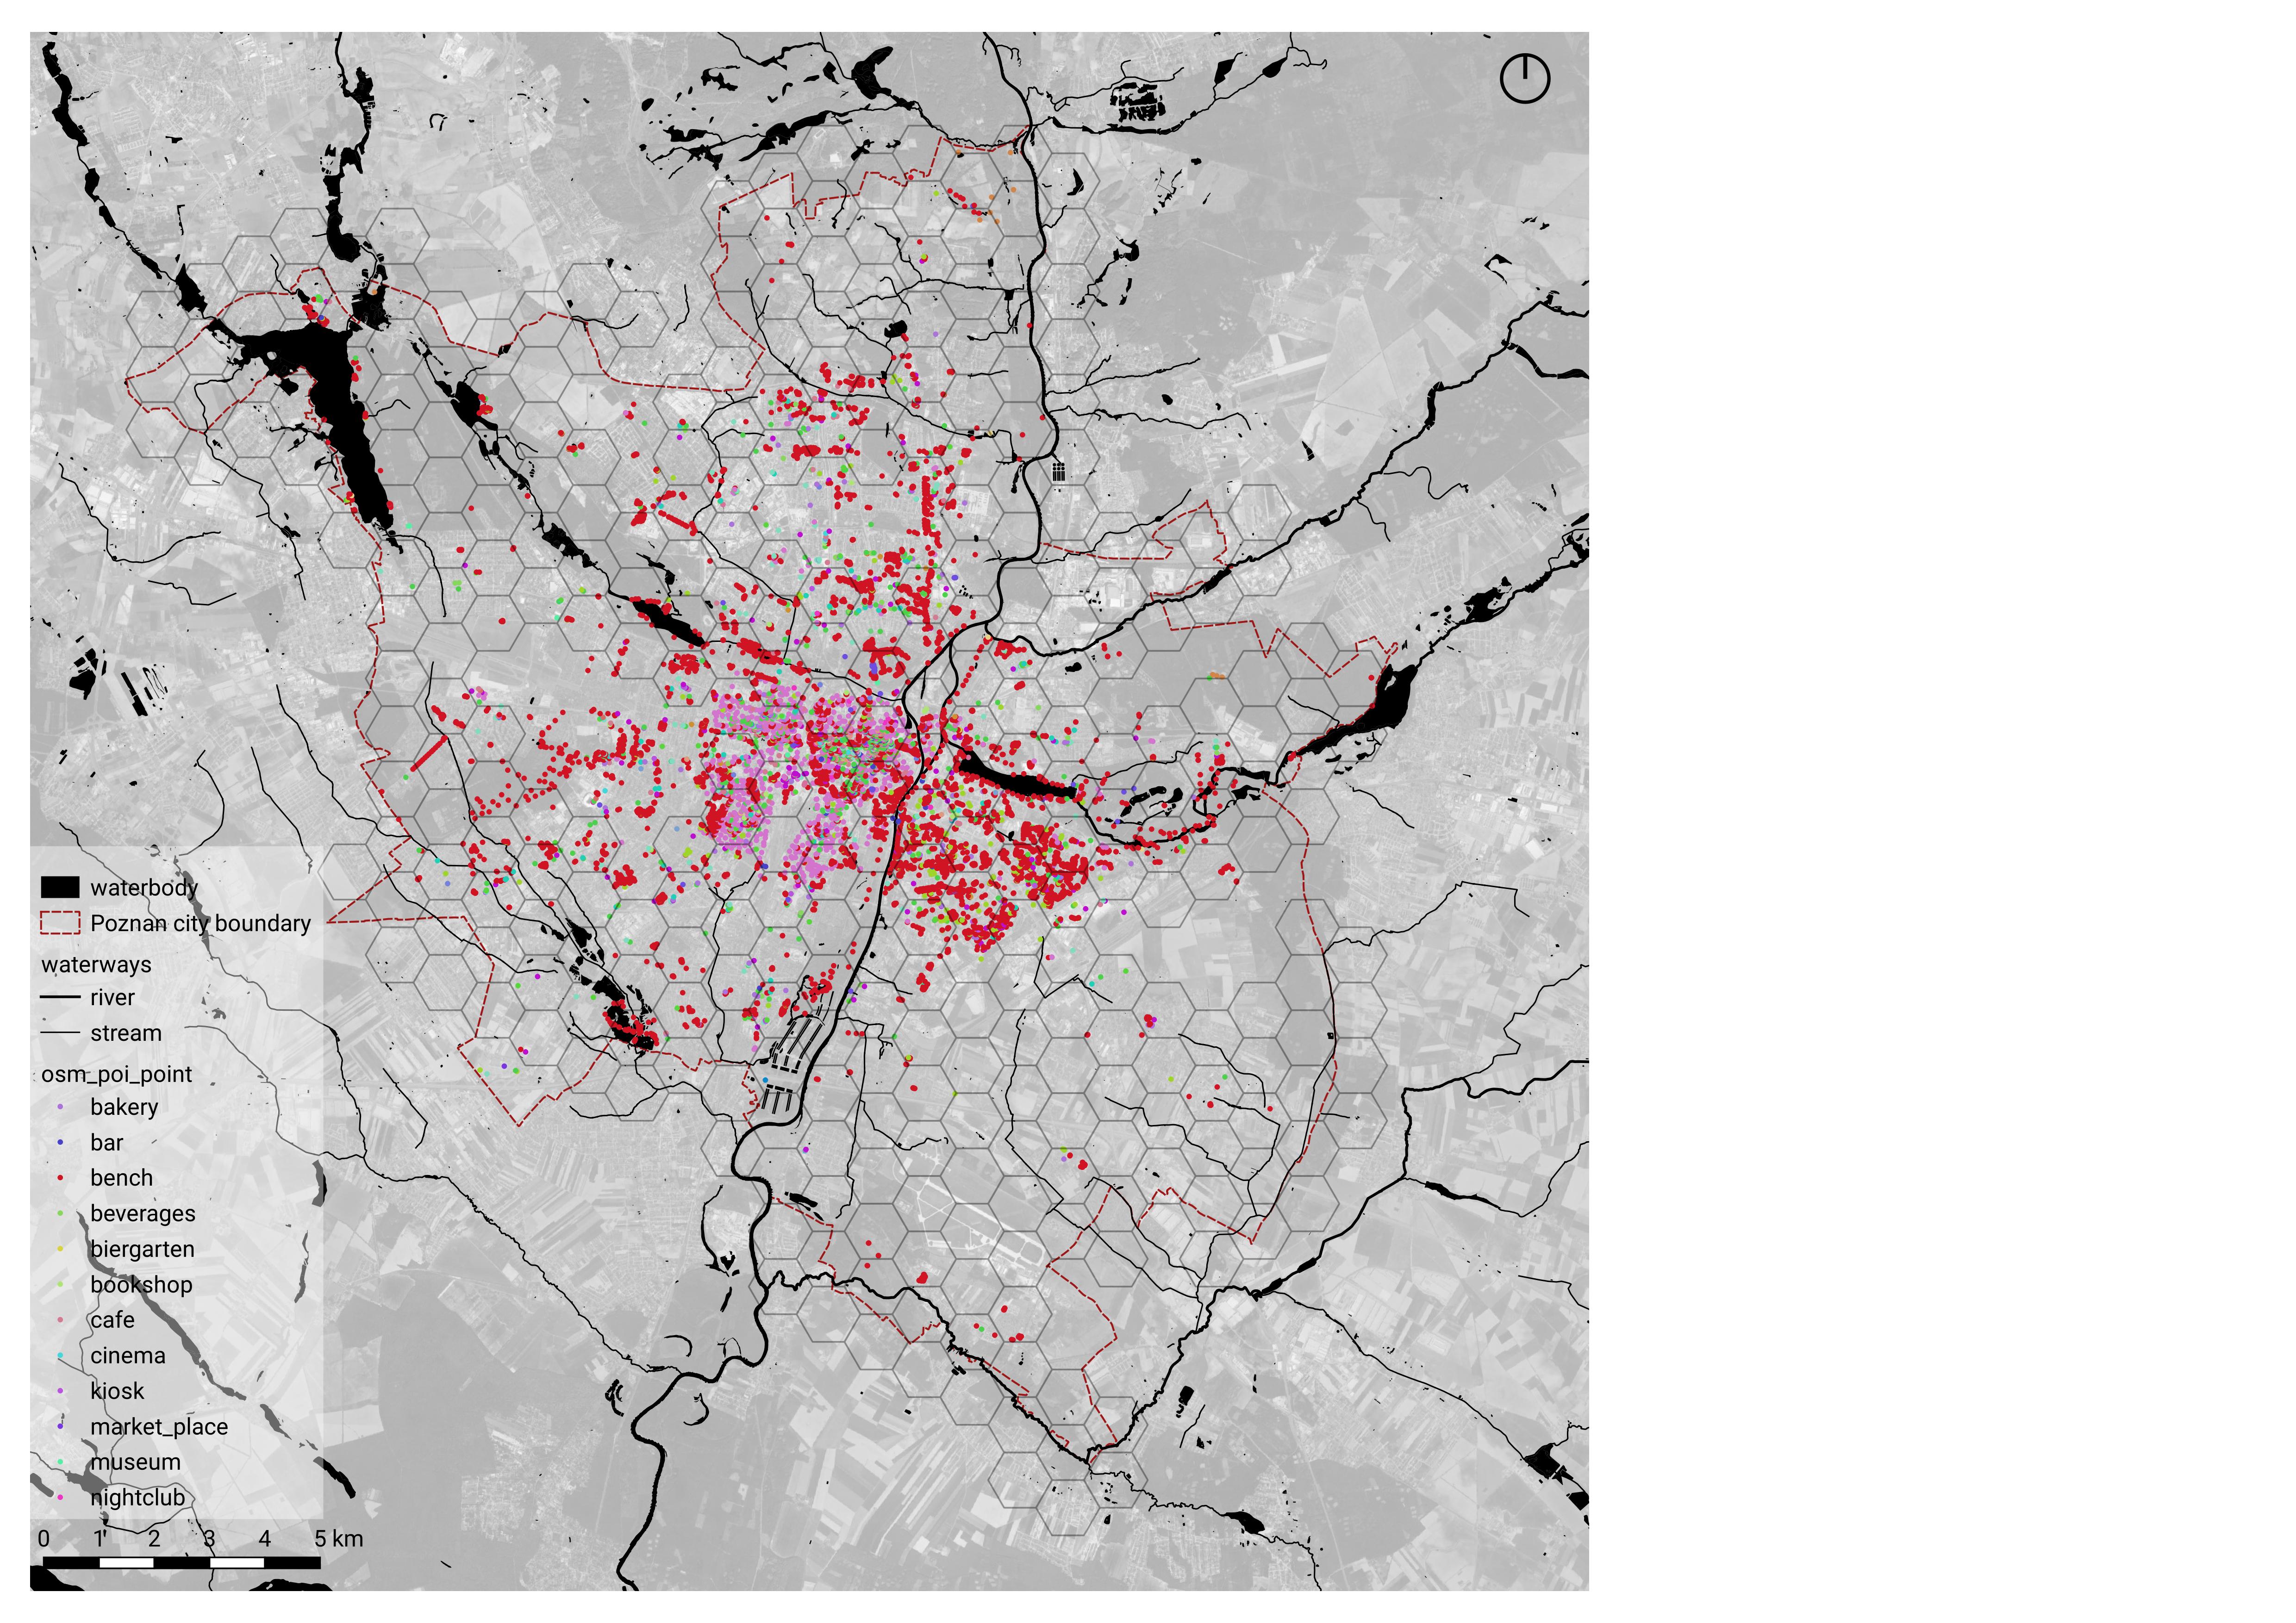 waterbody
Poznan city boundary
waterways
river
stream
osm_poi_point
bakery
bar
bench
beverages
biergarten
bookshop
cafe
cinema
kiosk
market_place
museum
nightclub
0 1 2 3 4 5 km